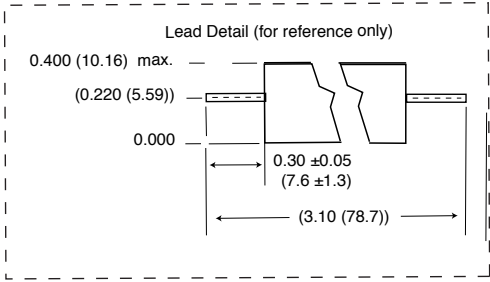 Lead Detail (for reference only)
0.400 (10.16) max.
(0.220 (5.59))
0.000
0.30 ±0.05
(7.6 ±1.3)
(3.10 (78.7))